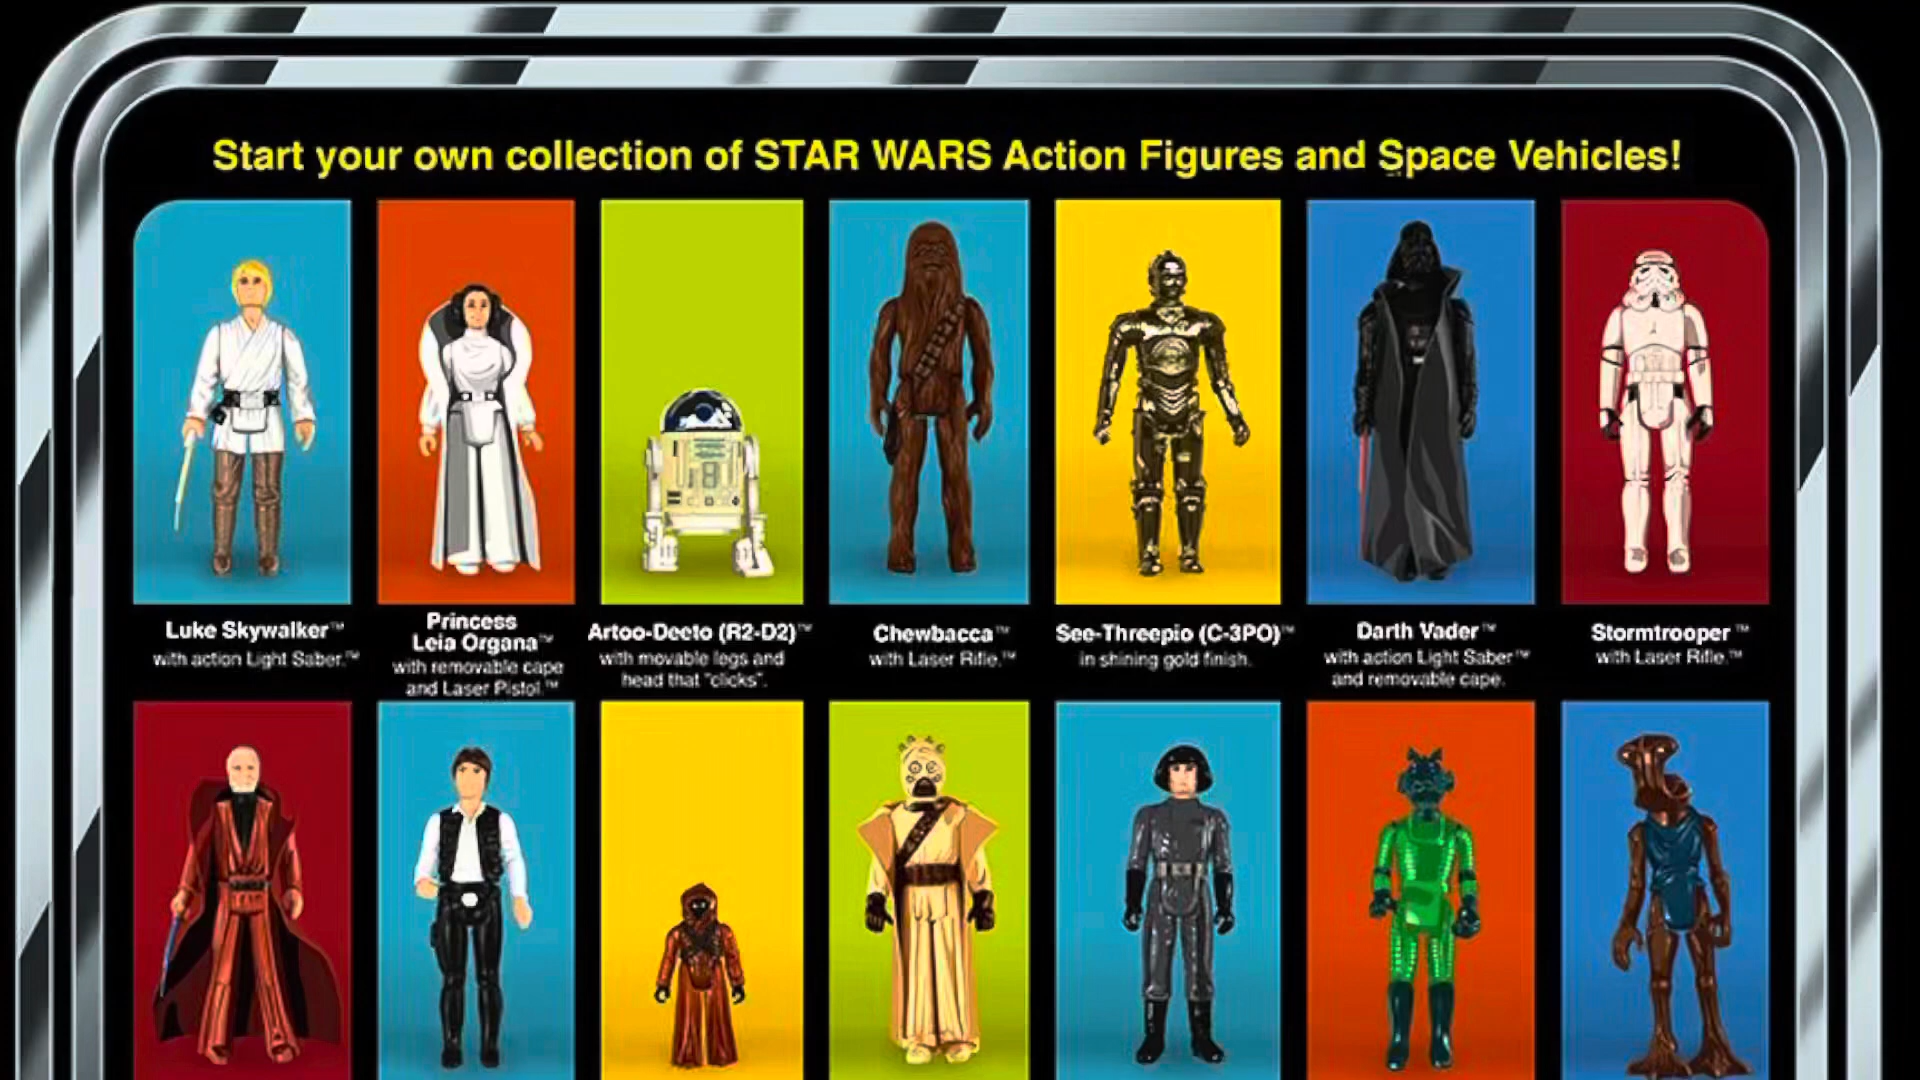 Start your own collection of STAR WARS Action Figures and Space Vehicles!
Luke Skywalker™
with action Light Saber.™
Princess
Leia Organa™
with removable cape
and Laser Pistol.™
Artoo-Deeto (R2-D2)™
with movable legs and
head that "clicks".
Chewbacca™
with Laser Rifle.™
See-Threepio (C-3PO)™
in shining gold finish.
Darth Vader™
with action Light Saber™
and removable cape.
Stormtrooper™
with Laser Rifle.™